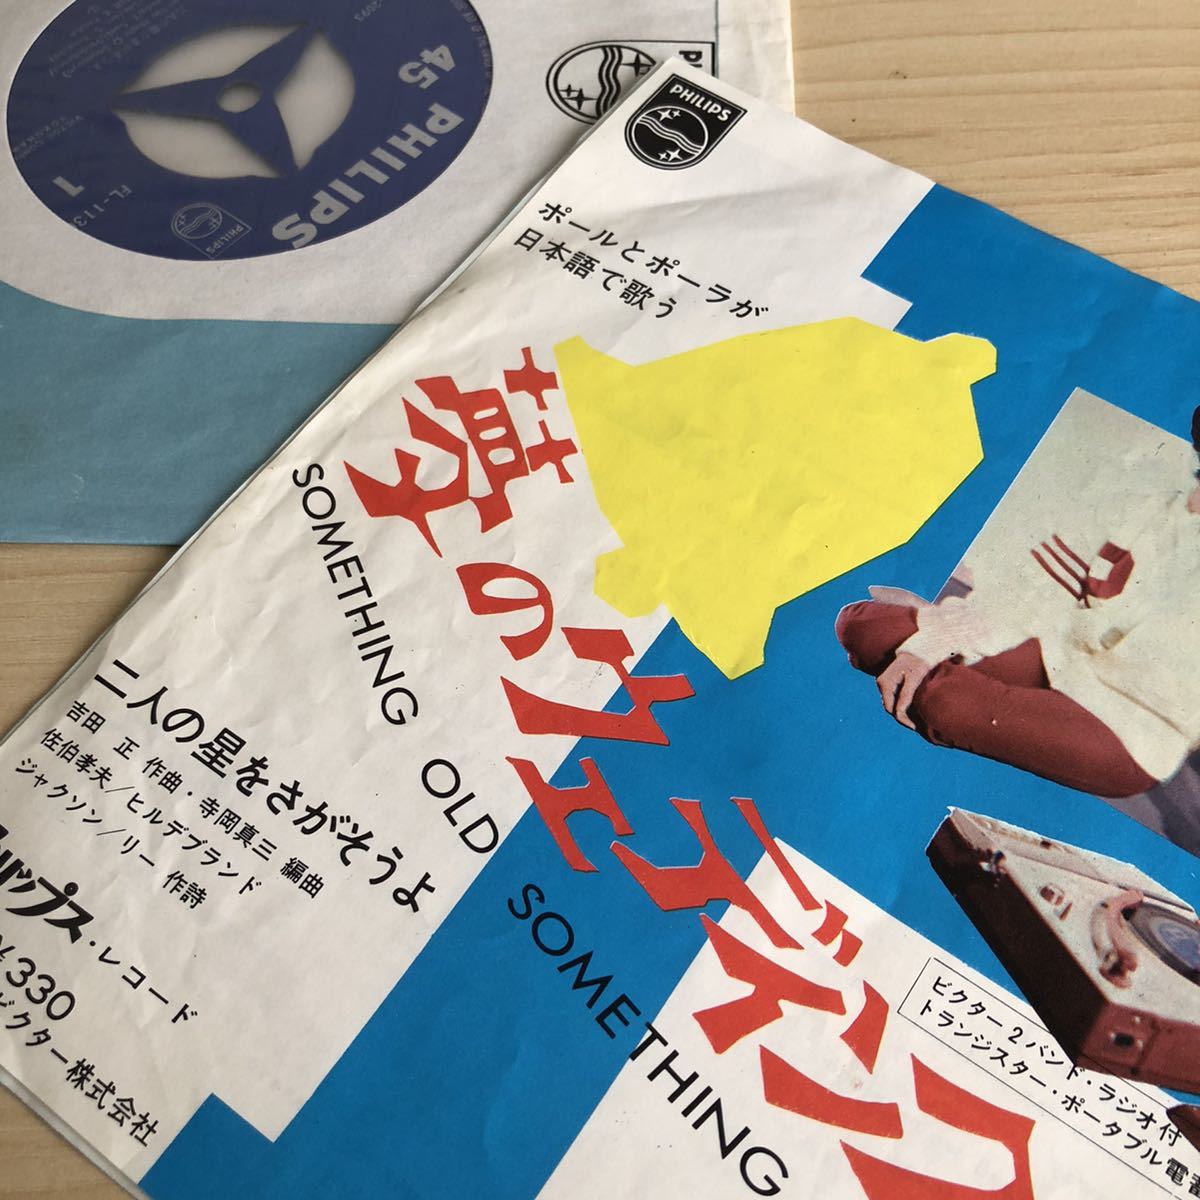 45 PHILIPS
1
FL-113
PHILIPS
PHILIPS
ポールとポーラが
日本語で歌う
夢のウェディング
SOMETHING OLD SOMETHING
二人の星をさがそうよ
吉田 正 作曲・寺岡真三 編曲
佐伯孝夫/ヒルデブランド
ジャクソン/リー 作詩
リップス・レコード
¥330
ビクター株式会社
ビクター2バンド・ラジオ付
トランジスター・ポータブル電音